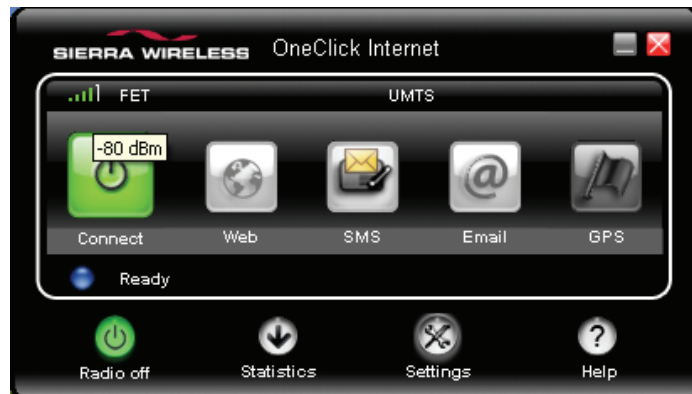 SIERRA WIRELESS OneClick Internet
FET UMTS
-80 dBm
Connect Web SMS Email GPS
Ready
Radio off Statistics Settings Help